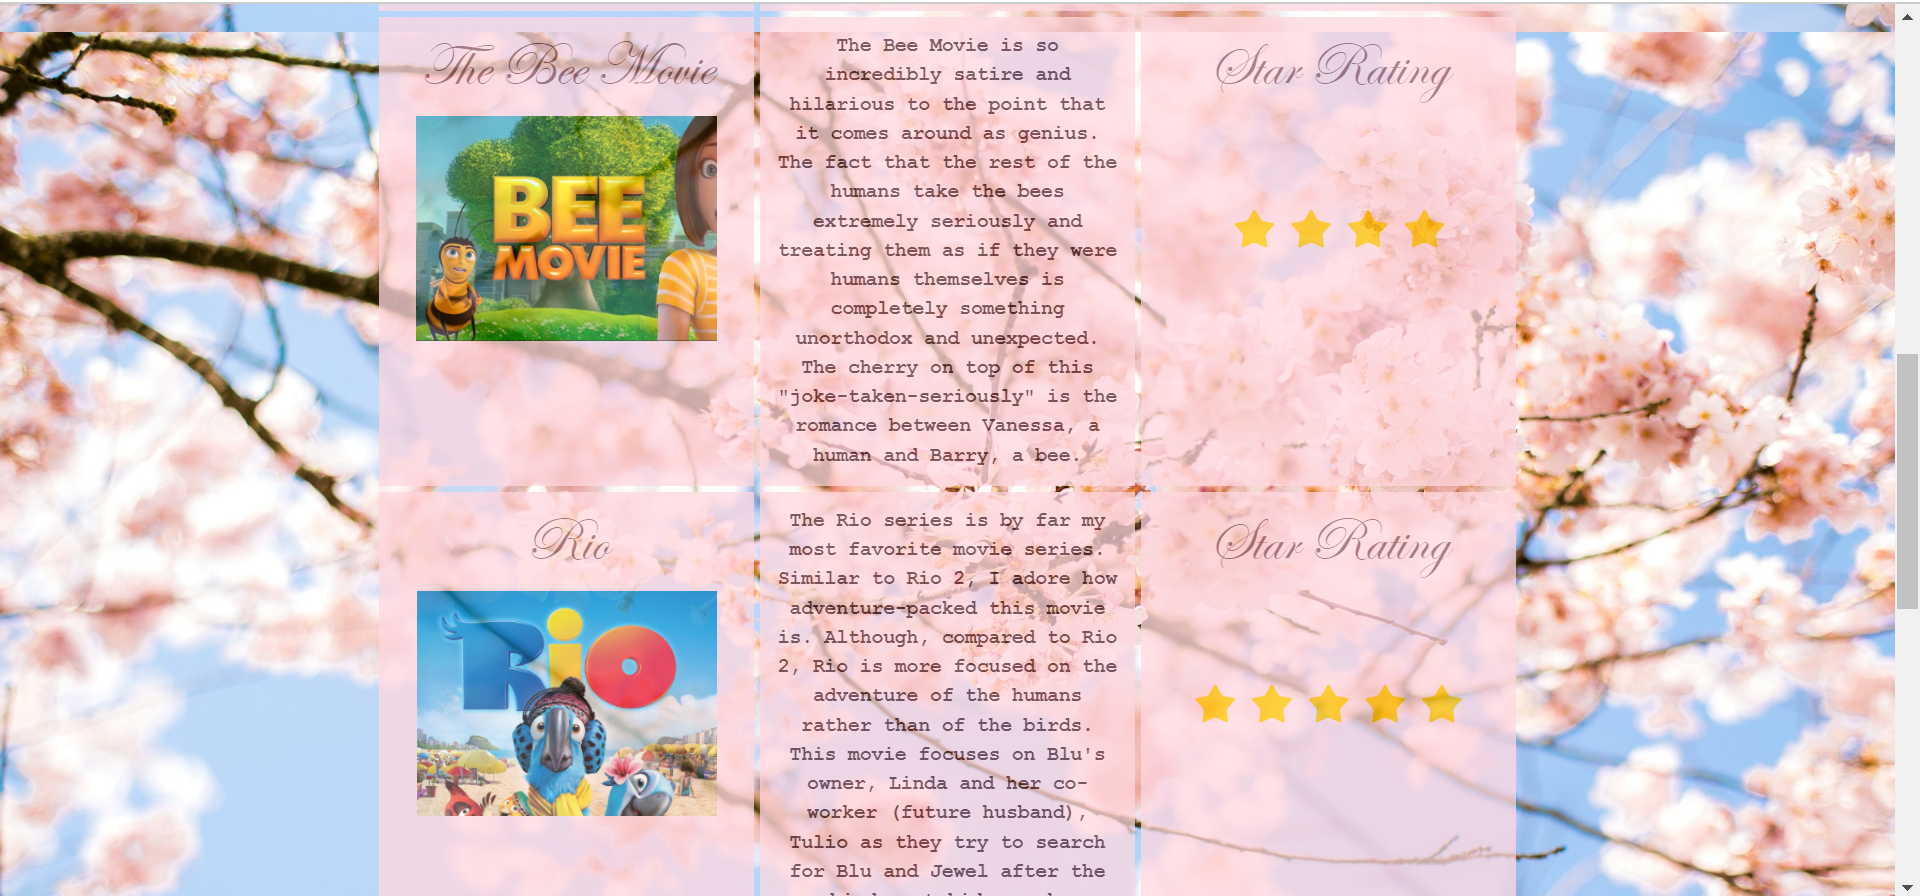 The Bee Movie
BEE
MOVIE
The Bee Movie is so
incredibly satire and
hilarious to the point that
it comes around as genius.
The fact that the rest of the
humans take the bees
extremely seriously and
treating them as if they were
humans themselves is
completely something
unorthodox and unexpected.
The cherry on top of this
"joke-taken-seriously" is the
romance between Vanessa, a
human and Barry, a bee.
Star Rating
Rio
RiO
The Rio series is by far my
most favorite movie series.
Similar to Rio 2, I adore how
adventure-packed this movie
is. Although, compared to Rio
2, Rio is more focused on the
adventure of the humans
rather than of the birds.
This movie focuses on Blu's
owner, Linda and her co-
worker (future husband),
Tulio as they try to search
for Blu and Jewel after the
Star Rating